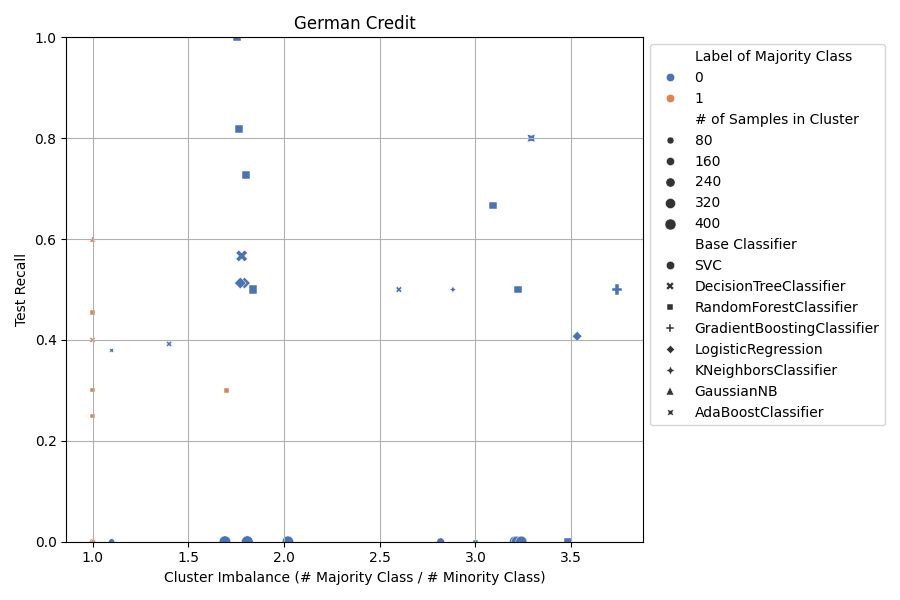 German Credit
Test Recall
1.0
0.8
0.6
0.4
0.2
0.0
1.0
1.5
2.0
2.5
3.0
3.5
Cluster Imbalance (# Majority Class / # Minority Class)
Label of Majority Class
0
1
# of Samples in Cluster
80
160
240
320
400
Base Classifier
SVC
DecisionTreeClassifier
RandomForestClassifier
GradientBoostingClassifier
LogisticRegression
KNeighborsClassifier
GaussianNB
AdaBoostClassifier